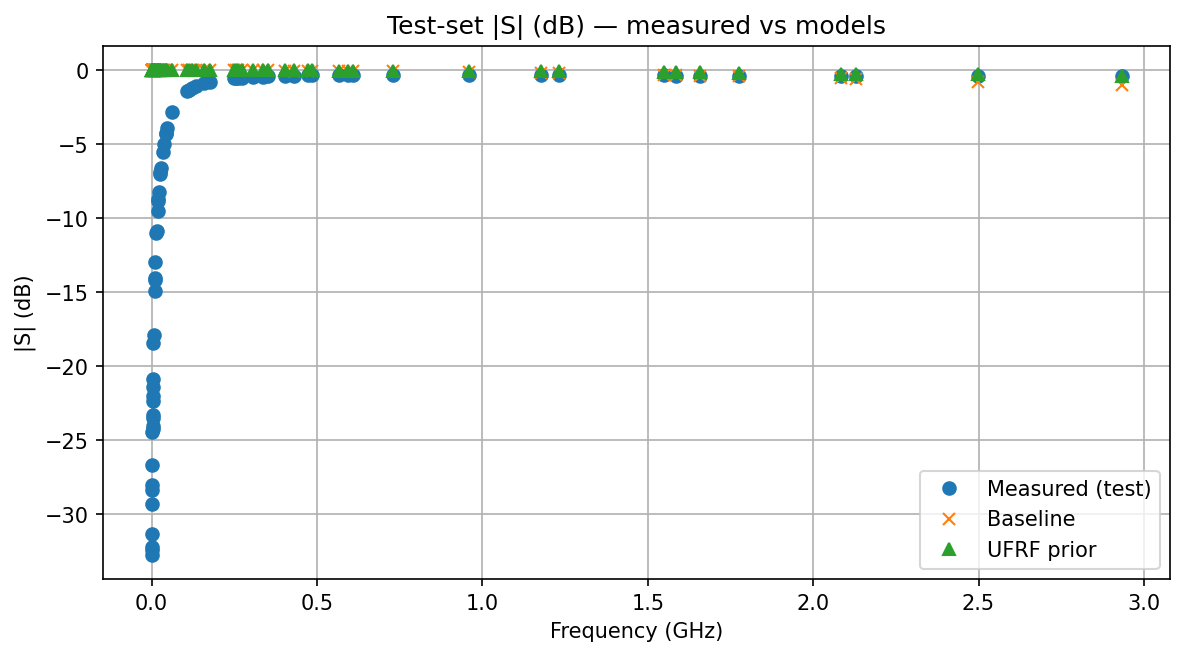 Test-set |S| (dB) — measured vs models
0
−5
−10
−15
−20
−25
−30
|S| (dB)
0.0 0.5 1.0 1.5 2.0 2.5 3.0
Frequency (GHz)
Measured (test)
Baseline
UFRF prior